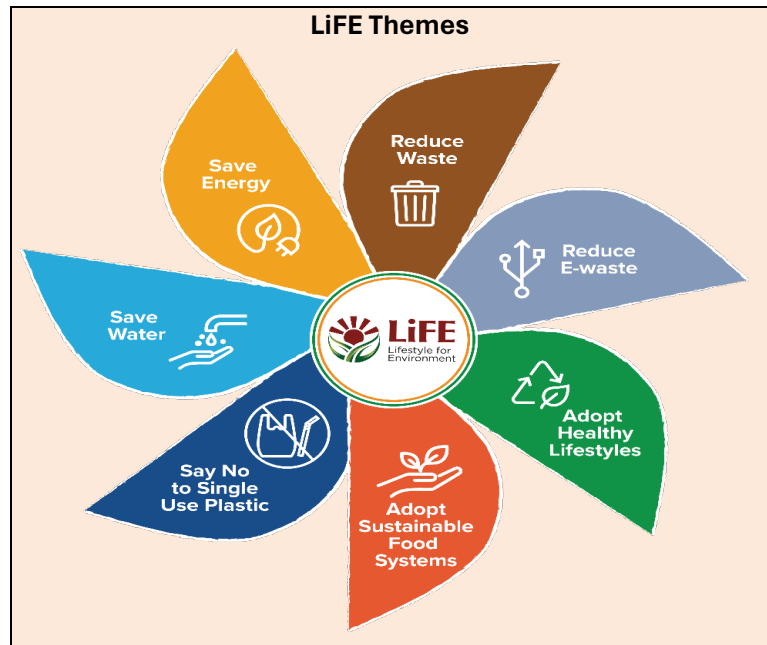 LiFE Themes
Reduce
Waste
Save
Energy
Reduce
E-waste
Save
Water
LiFE
Lifestyle for
Environment
Adopt
Healthy
Lifestyles
Say No
to Single
Use Plastic
Adopt
Sustainable
Food
Systems